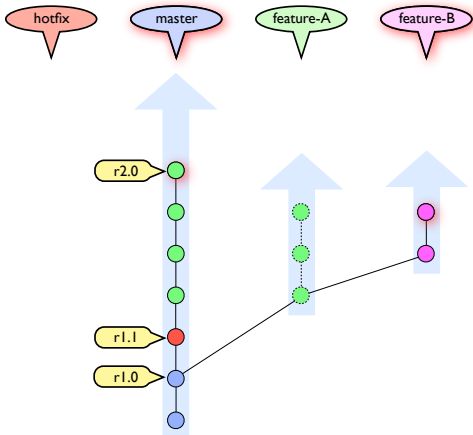 hotfix
master
feature-A
feature-B
r2.0
r1.1
r1.0